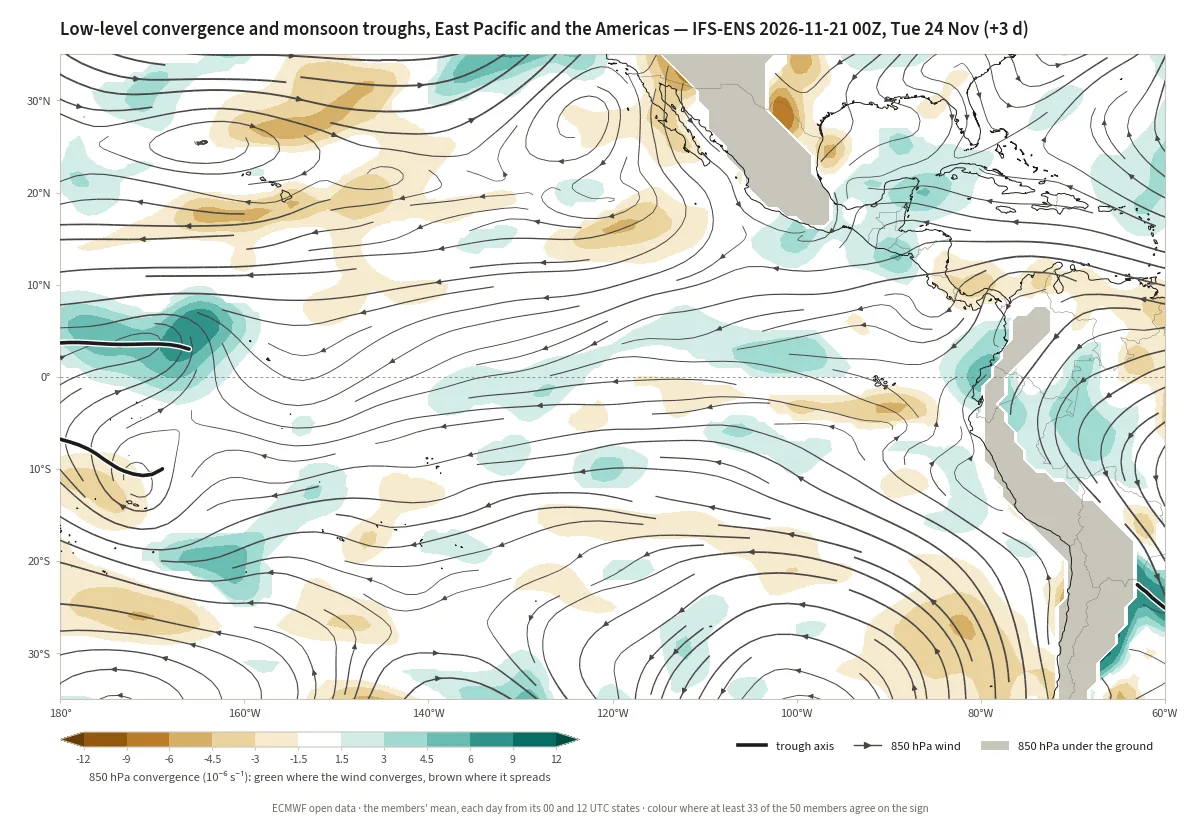 Low-level convergence and monsoon troughs, East Pacific and the Americas — IFS-ENS 2026-11-21 00Z, Tue 24 Nov (+3 d)
30°N
20°N
10°N
0°
10°S
20°S
30°S
180° 160°W 140°W 120°W 100°W 80°W 60°W
-12 -9 -6 -4.5 -3 -1.5 1.5 3 4.5 6 9 12
850 hPa convergence (10⁻⁶ s⁻¹): green where the wind converges, brown where it spreads
trough axis 850 hPa wind 850 hPa under the ground
ECMWF open data · the members' mean, each day from its 00 and 12 UTC states · colour where at least 33 of the 50 members agree on the sign